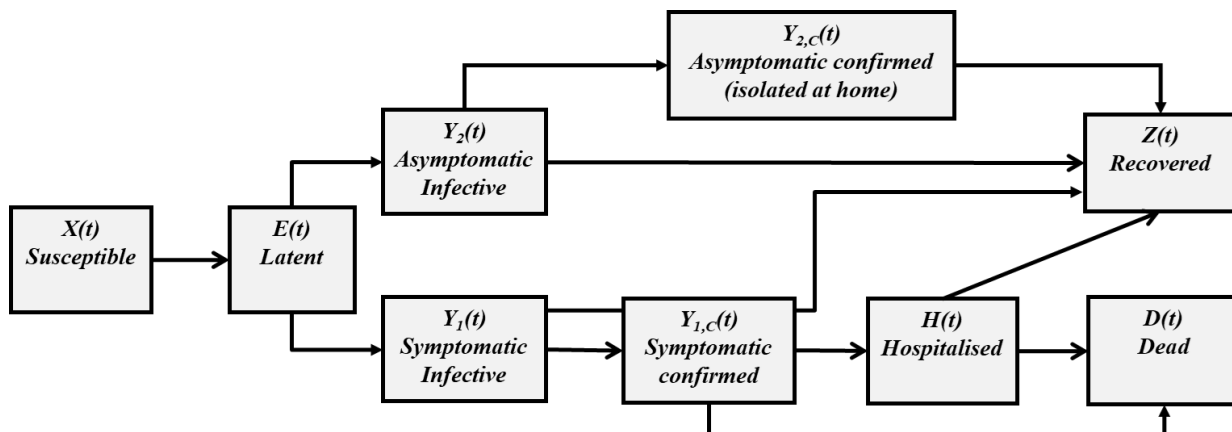 Y2,C(t)
Asymptomatic confirmed
(isolated at home)
Y2(t)
Asymptomatic
Infective
Z(t)
Recovered
X(t)
Susceptible
E(t)
Latent
Y1(t)
Symptomatic
Infective
Y1,C(t)
Symptomatic
confirmed
H(t)
Hospitalised
D(t)
Dead